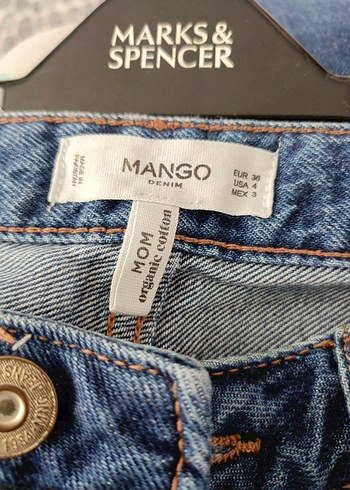 MARKS &
SPENCER
MANGO
DENIM
EUR 36
USA 4
MEX 3
MOM
organic cotton